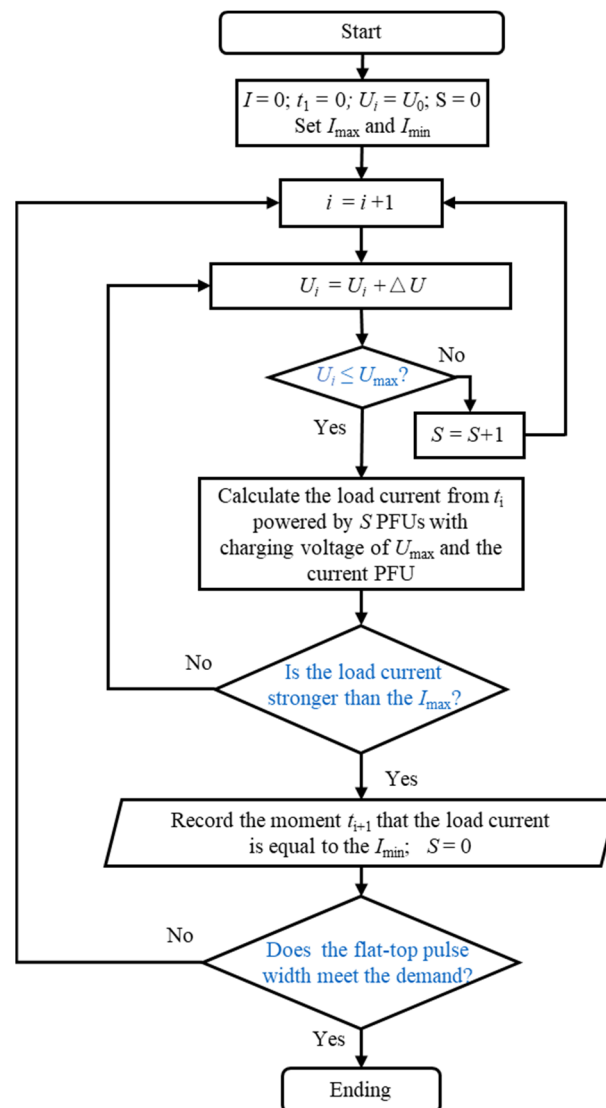 Start
I = 0; t₁ = 0; Uᵢ = U₀; S = 0
Set Iₘₐₓ and Iₘᵢₙ
i = i +1
Uᵢ = Uᵢ + △U
Uᵢ ≤ Uₘₐₓ?
No
Yes
S = S+1
Calculate the load current from tᵢ
powered by S PFUs with
charging voltage of Uₘₐₓ and the
current PFU
No
Is the load current
stronger than the Iₘₐₓ?
Yes
Record the moment tᵢ₊₁ that the load current
is equal to the Iₘᵢₙ; S = 0
No
Does the flat-top pulse
width meet the demand?
Yes
Ending